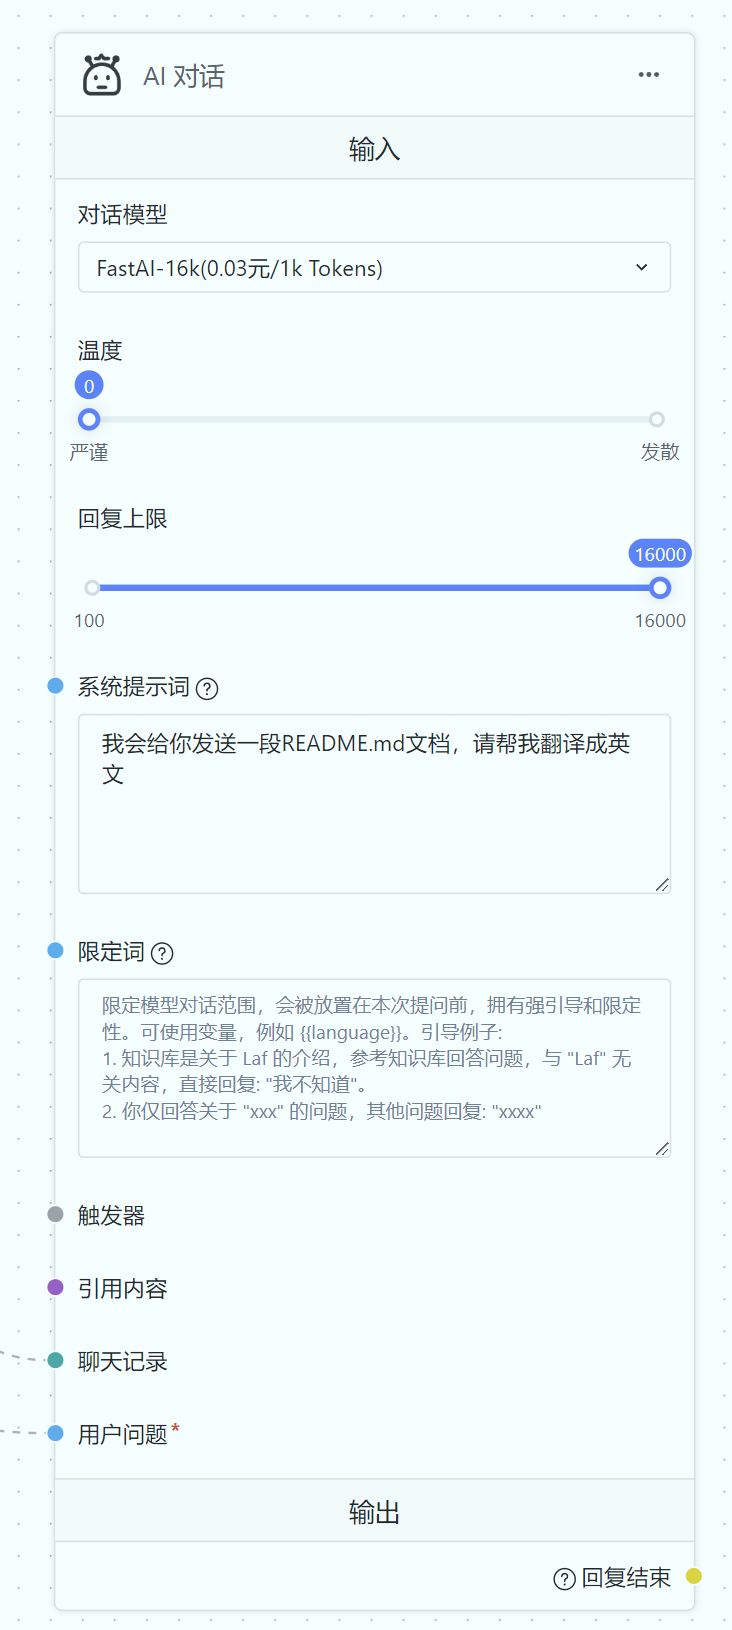 AI 对话
输入
对话模型
FastAI-16k(0.03元/1k Tokens)
温度
0
严谨 发散
回复上限
16000
100 16000
系统提示词
我会给你发送一段README.md文档，请帮我翻译成英
文
限定词
限定模型对话范围，会被放置在本次提问前，拥有强引导和限定
性。可使用变量，例如 {{language}}。引导例子:
1. 知识库是关于 Laf 的介绍，参考知识库回答问题，与 "Laf" 无
关内容，直接回复: "我不知道"。
2. 你仅回答关于 "xxx" 的问题，其他问题回复: "xxxx"
触发器
引用内容
聊天记录
用户问题*
输出
回复结束